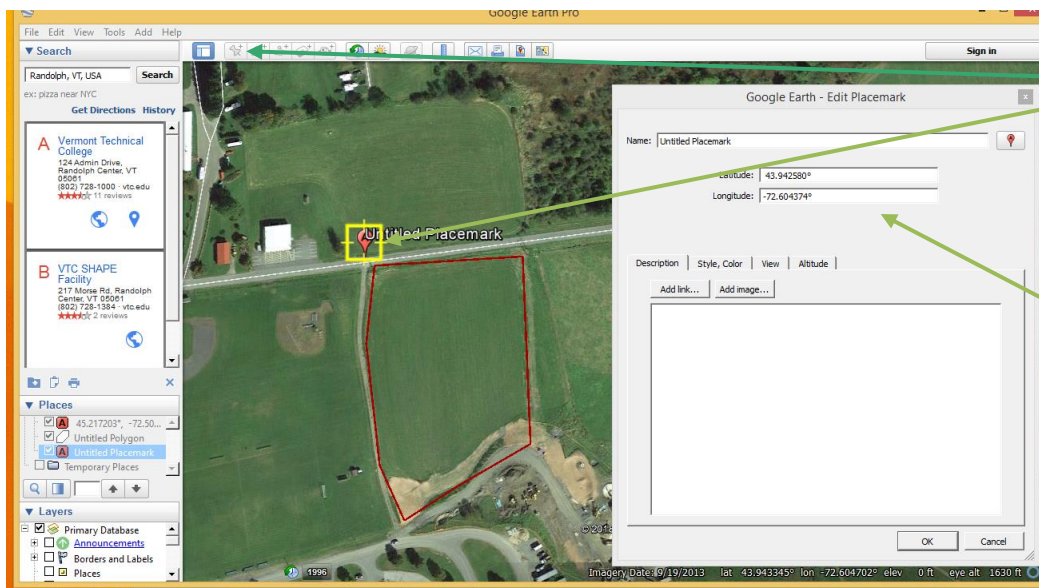 Google Earth Pro
File Edit View Tools Add Help
▼ Search
Sign in
Randolph, VT, USA
Search
ex: pizza near NYC
Get Directions History
A Vermont Technical
College
124 Admin Drive,
Randolph Center, VT
05061
(802) 728-1000 · vtc.edu
11 reviews
B VTC SHAPE
Facility
217 Morse Rd, Randolph
Center, VT 05061
(802) 728-1384 · vtc.edu
2 reviews
▼ Places
A 45.217203°, -72.50...
Untitled Polygon
A Untitled Placemark
Temporary Places
▼ Layers
Primary Database
Announcements
Borders and Labels
Places
Untitled Placemark
1996
Imagery Date: 9/19/2013 lat 43.943345° lon -72.604702° elev 0 ft eye alt 1630 ft
Google Earth - Edit Placemark
x
Name: Untitled Placemark
Latitude: 43.942580°
Longitude: -72.604374°
Description Style, Color View Altitude
Add link... Add image...
OK Cancel